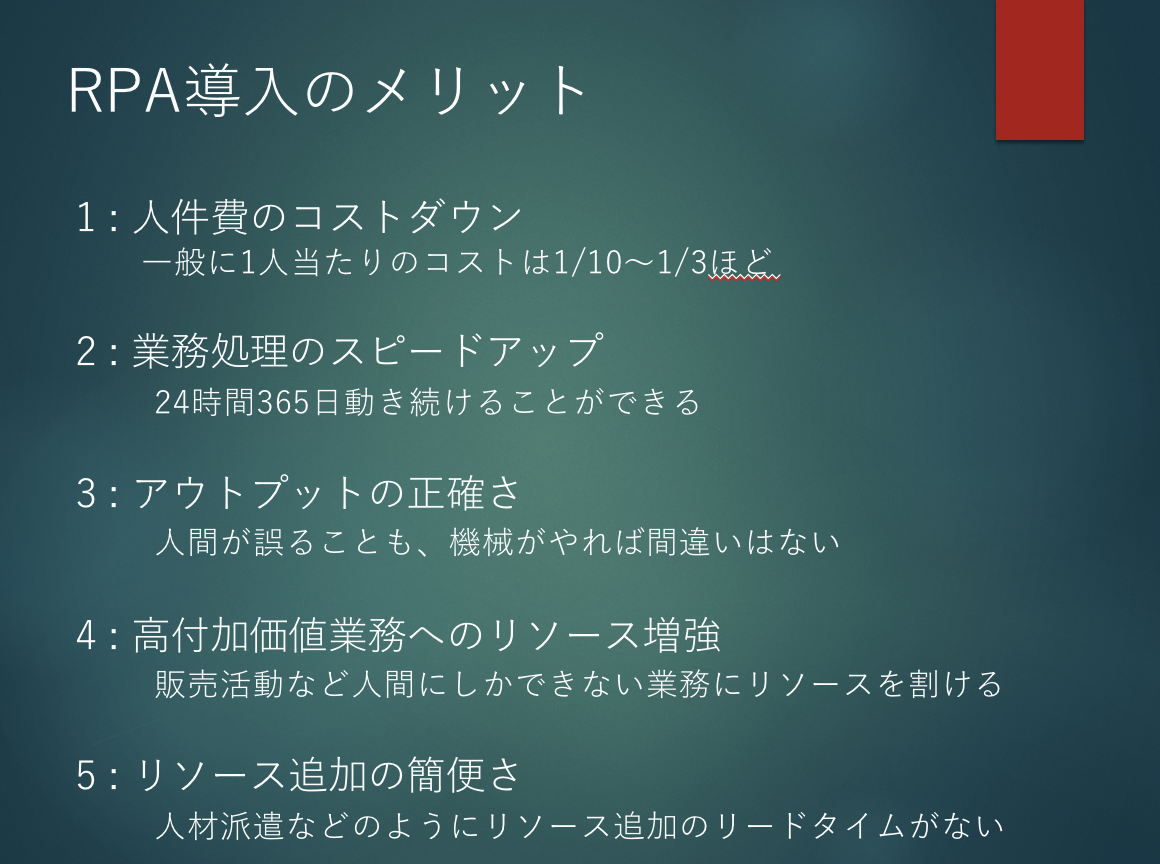 RPA導入のメリット
1：人件費のコストダウン
一般に1人当たりのコストは1/10～1/3ほど
2：業務処理のスピードアップ
24時間365日動き続けることができる
3：アウトプットの正確さ
人間が誤ることも、機械がやれば間違いはない
4：高付加価値業務へのリソース増強
販売活動など人間にしかできない業務にリソースを割ける
5：リソース追加の簡便さ
人材派遣などのようにリソース追加のリードタイムがない